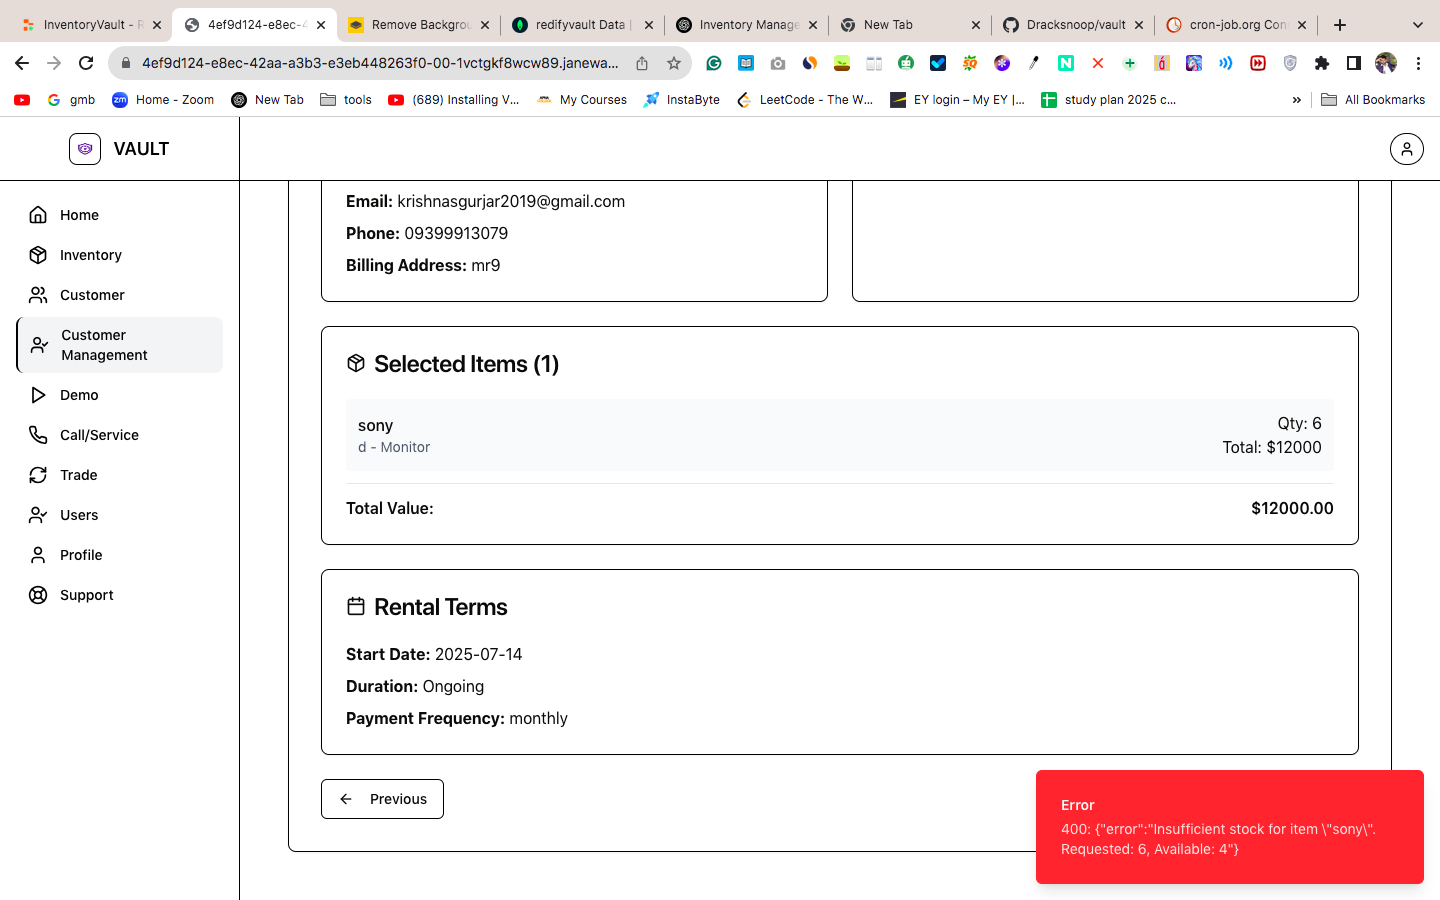 InventoryVault - R
4ef9d124-e8ec-4
Remove Backgrou
redifyvault Data |
Inventory Manage
New Tab
Dracksnoop/vault
cron-job.org Con
4ef9d124-e8ec-42aa-a3b3-e3eb448263f0-00-1vctgkf8wcw89.janewa...
gmb
Home - Zoom
New Tab
tools
(689) Installing V...
My Courses
InstaByte
LeetCode - The W...
EY login – My EY |...
study plan 2025 c...
»
All Bookmarks
VAULT
Home
Inventory
Customer
Customer
Management
Demo
Call/Service
Trade
Users
Profile
Support
Email: krishnasgurjar2019@gmail.com
Phone: 09399913079
Billing Address: mr9
Selected Items (1)
sony
Qty: 6
d - Monitor
Total: $12000
Total Value:
$12000.00
Rental Terms
Start Date: 2025-07-14
Duration: Ongoing
Payment Frequency: monthly
Previous
Error
400: {"error":"Insufficient stock for item \"sony\".
Requested: 6, Available: 4"}